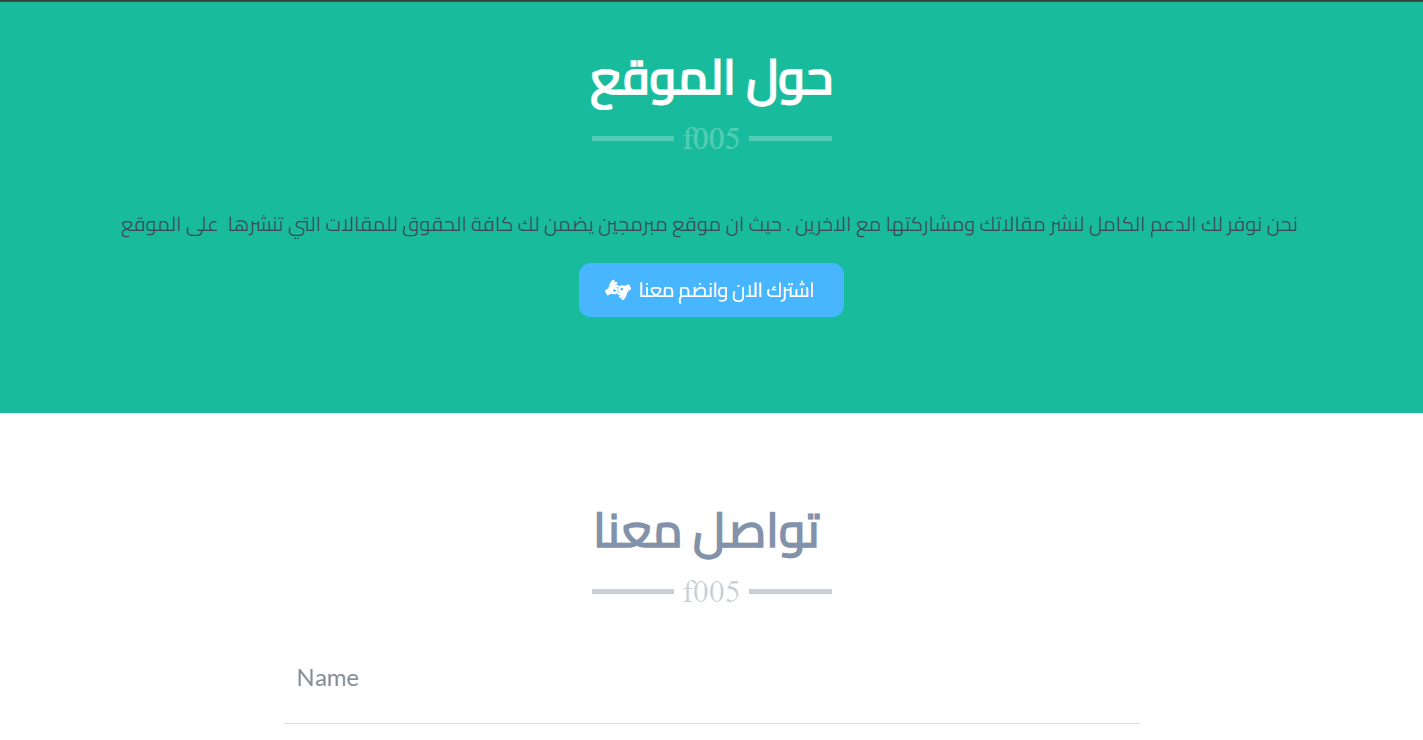 حول الموقع
f005
نحن نوفر لك الدعم الكامل لنشر مقالاتك ومشاركتها مع الاخرين . حيث ان موقع مبرمجين يضمن لك كافة الحقوق للمقالات التي تنشرها على الموقع
اشترك الان وانضم معنا
تواصل معنا
f005
Name